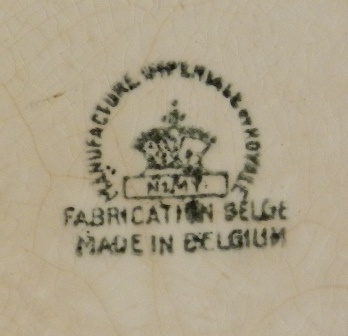 MANUFACTURE IMPERIALE et ROYALE
NIMY
FABRICATION BELGE
MADE IN BELGIUM